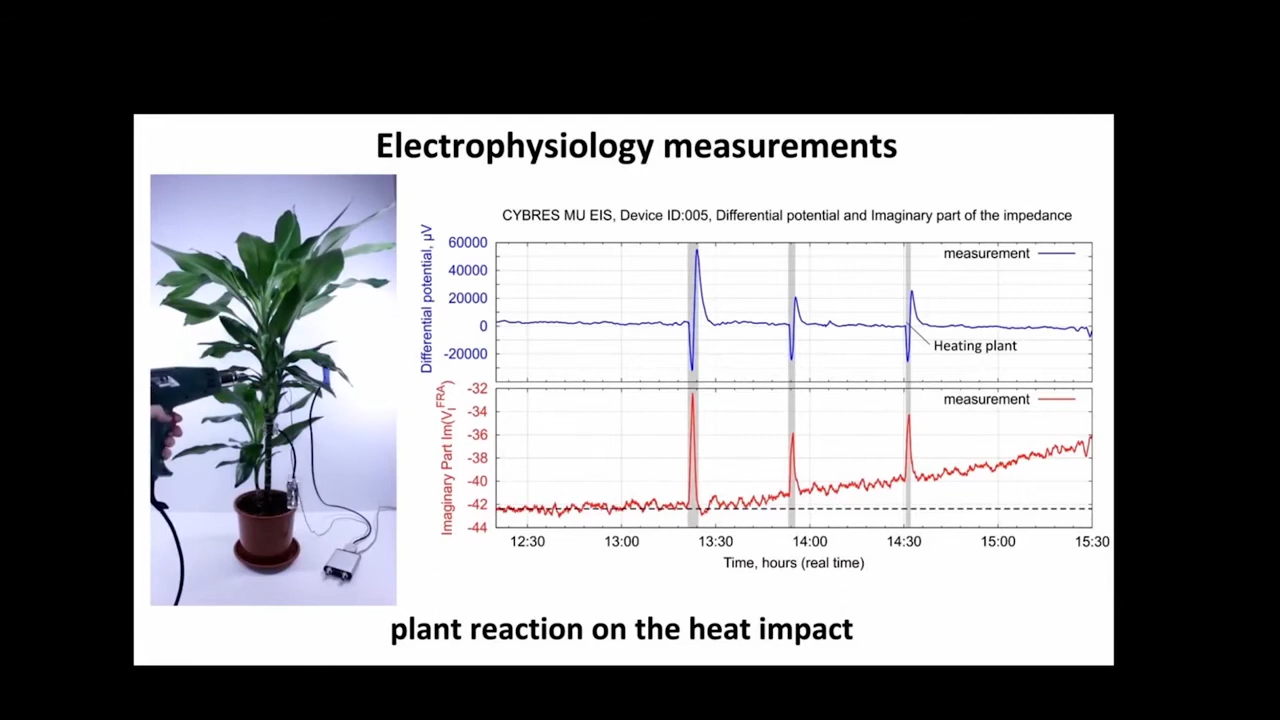 Electrophysiology measurements
CYBRES MU EIS, Device ID:005, Differential potential and Imaginary part of the impedance
Differential potential, μV
60000
40000
20000
0
-20000
measurement
Heating plant
Imaginary Part Im(V_I^FRA)
-32
-34
-36
-38
-40
-42
-44
measurement
12:30 13:00 13:30 14:00 14:30 15:00 15:30
Time, hours (real time)
plant reaction on the heat impact